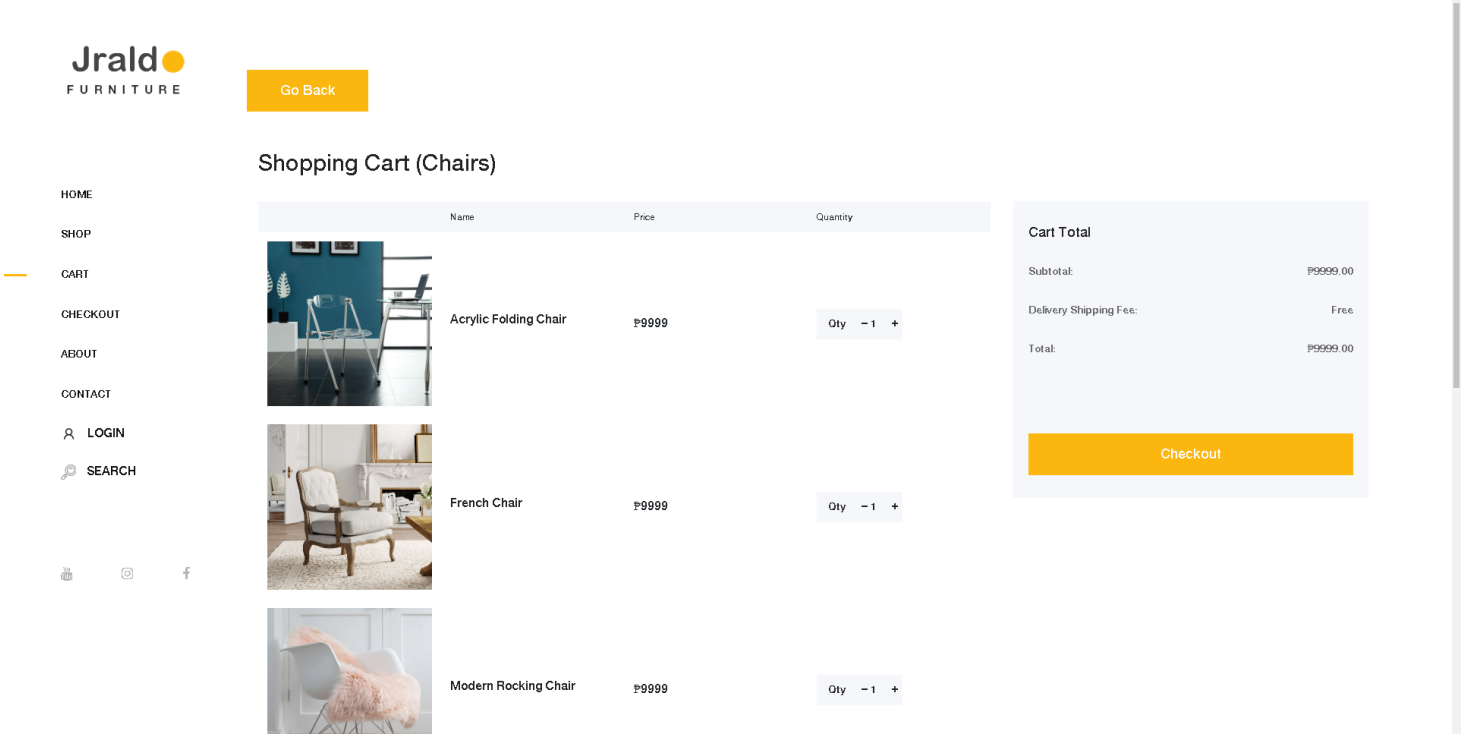 Jrald
FURNITURE
Go Back
HOME
SHOP
CART
CHECKOUT
ABOUT
CONTACT
LOGIN
SEARCH
Shopping Cart (Chairs)
Name Price Quantity
Acrylic Folding Chair ₱9999 Qty − 1 +
French Chair ₱9999 Qty − 1 +
Modern Rocking Chair ₱9999 Qty − 1 +
Cart Total
Subtotal: ₱9999.00
Delivery Shipping Fee: Free
Total: ₱9999.00
Checkout